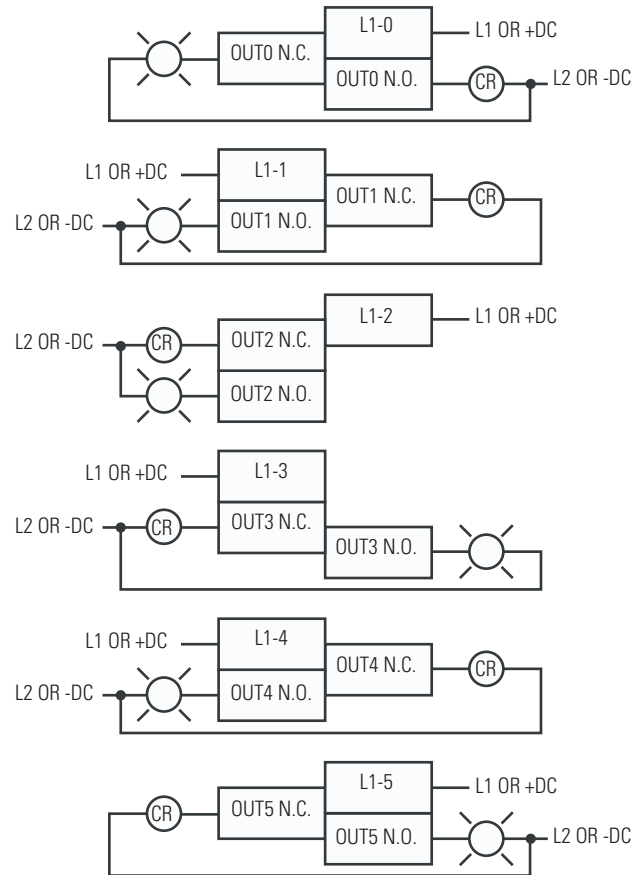 L1-0
L1 OR +DC
OUT0 N.C.
OUT0 N.O.
CR
L2 OR -DC
L1 OR +DC
L1-1
OUT1 N.C.
CR
L2 OR -DC
OUT1 N.O.
L1-2
L1 OR +DC
L2 OR -DC
CR
OUT2 N.C.
OUT2 N.O.
L1 OR +DC
L1-3
L2 OR -DC
CR
OUT3 N.C.
OUT3 N.O.
L1 OR +DC
L1-4
OUT4 N.C.
CR
L2 OR -DC
OUT4 N.O.
L1-5
L1 OR +DC
CR
OUT5 N.C.
OUT5 N.O.
L2 OR -DC